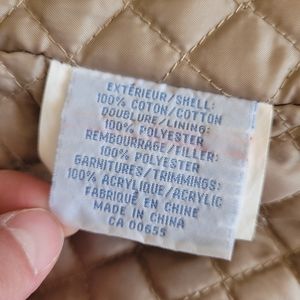 EXTÉRIEUR/SHELL:
100% COTON/COTTON
DOUBLURE/LINING:
100% POLYESTER
REMBOURRAGE/FILLER:
100% POLYESTER
GARNITURES/TRIMMINGS:
100% ACRYLIQUE/ACRYLIC
FABRIQUÉ EN CHINE
MADE IN CHINA
CA 00655